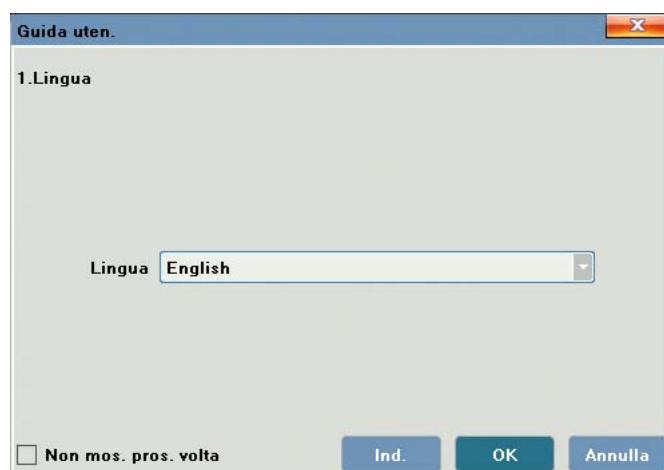 Guida uten.
1.Lingua
Lingua English
Non mos. pros. volta Ind. OK Annulla